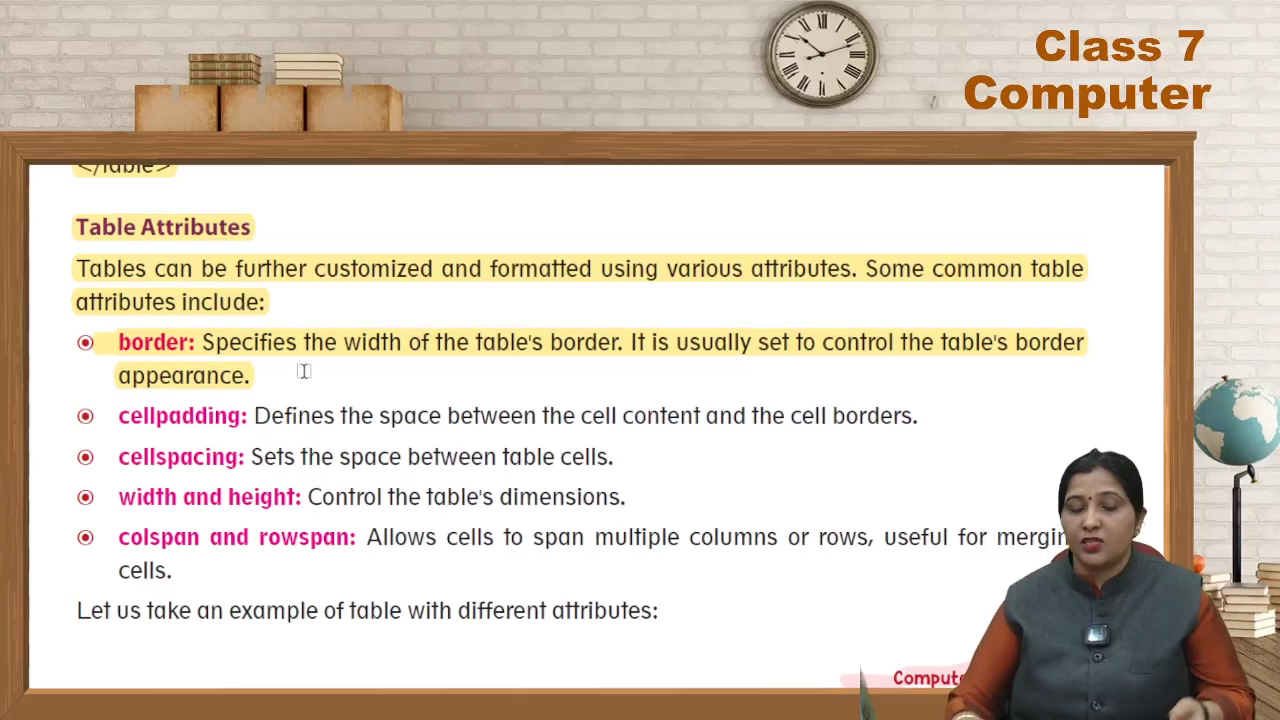 Class 7
Computer
</table>
Table Attributes
Tables can be further customized and formatted using various attributes. Some common table
attributes include:
border: Specifies the width of the table's border. It is usually set to control the table's border
appearance.
cellpadding: Defines the space between the cell content and the cell borders.
cellspacing: Sets the space between table cells.
width and height: Control the table's dimensions.
colspan and rowspan: Allows cells to span multiple columns or rows, useful for mergin
cells.
Let us take an example of table with different attributes:
Compute